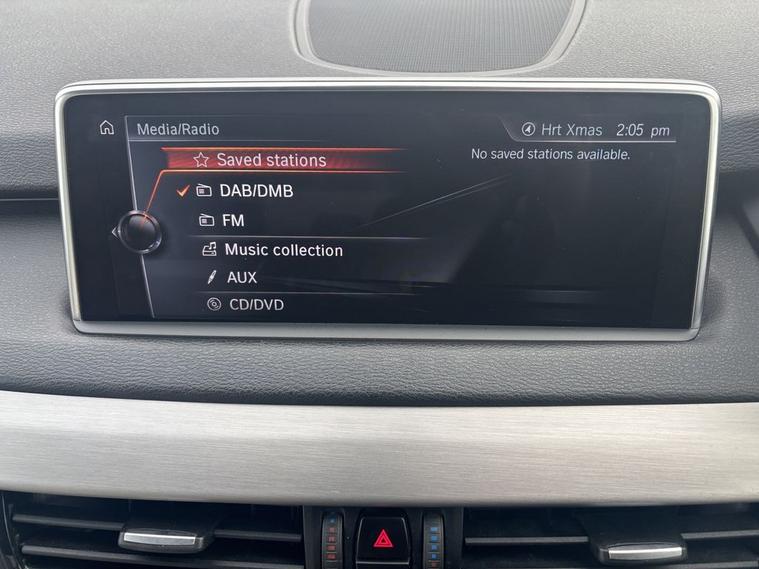 Media/Radio
Hrt Xmas 2:05 pm
Saved stations
No saved stations available.
DAB/DMB
FM
Music collection
AUX
CD/DVD